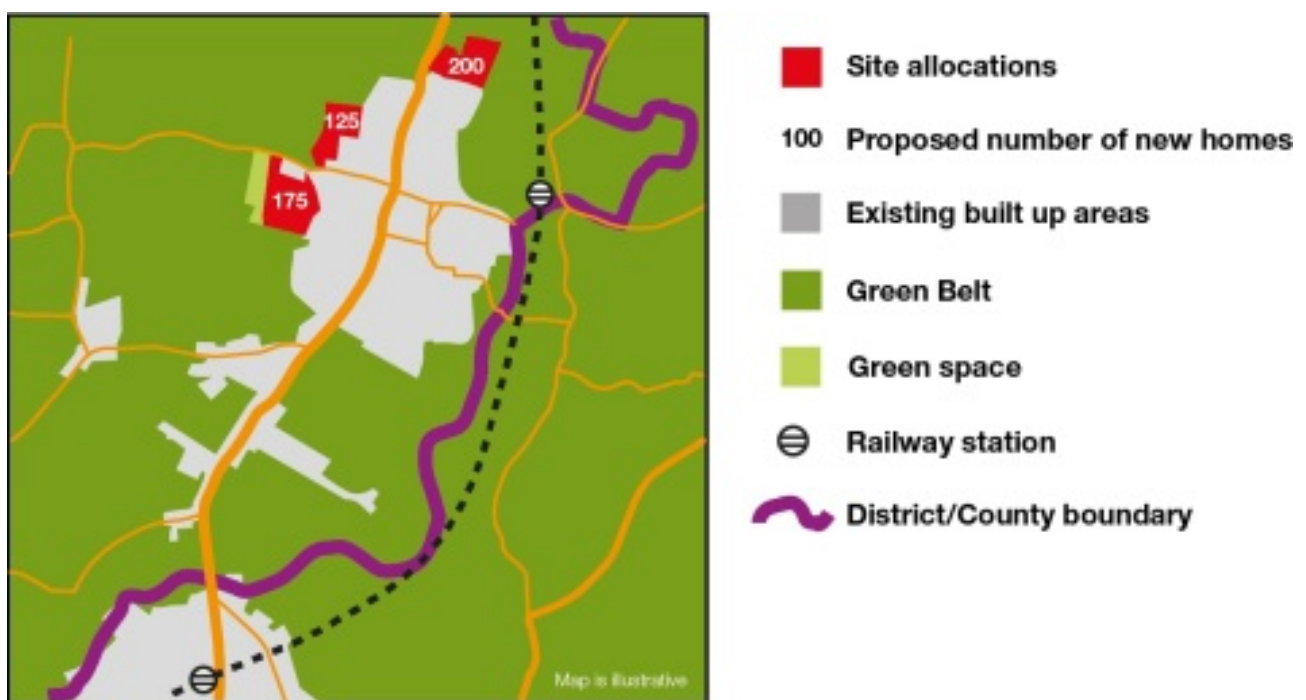 200
125
175
Map is illustrative
Site allocations
100 Proposed number of new homes
Existing built up areas
Green Belt
Green space
Railway station
District/County boundary